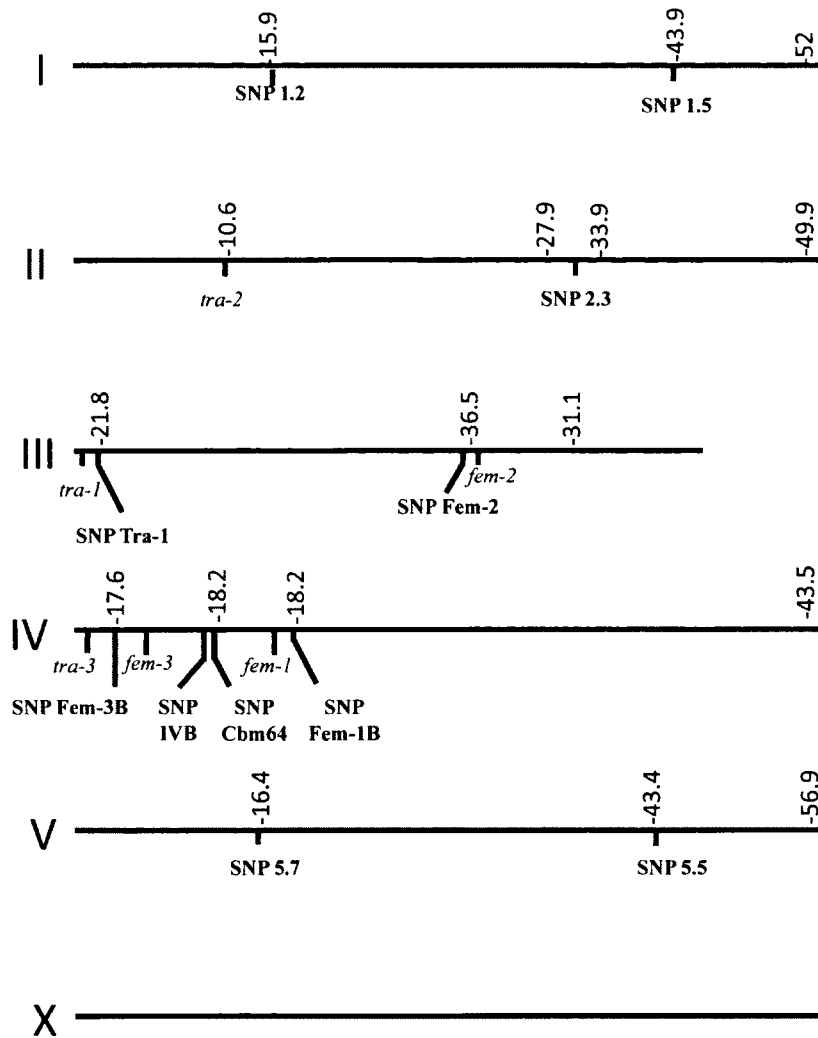 -15.9
-43.9
-52
I
SNP 1.2
SNP 1.5
-10.6
-27.9
-33.9
-49.9
II
tra-2
SNP 2.3
-21.8
-36.5
-31.1
III
tra-1
fem-2
SNP Tra-1
SNP Fem-2
-17.6
-18.2
-18.2
-43.5
IV
tra-3
fem-3
fem-1
SNP Fem-3B
SNP
IVB
SNP
Cbm64
SNP
Fem-1B
-16.4
-43.4
-56.9
V
SNP 5.7
SNP 5.5
X